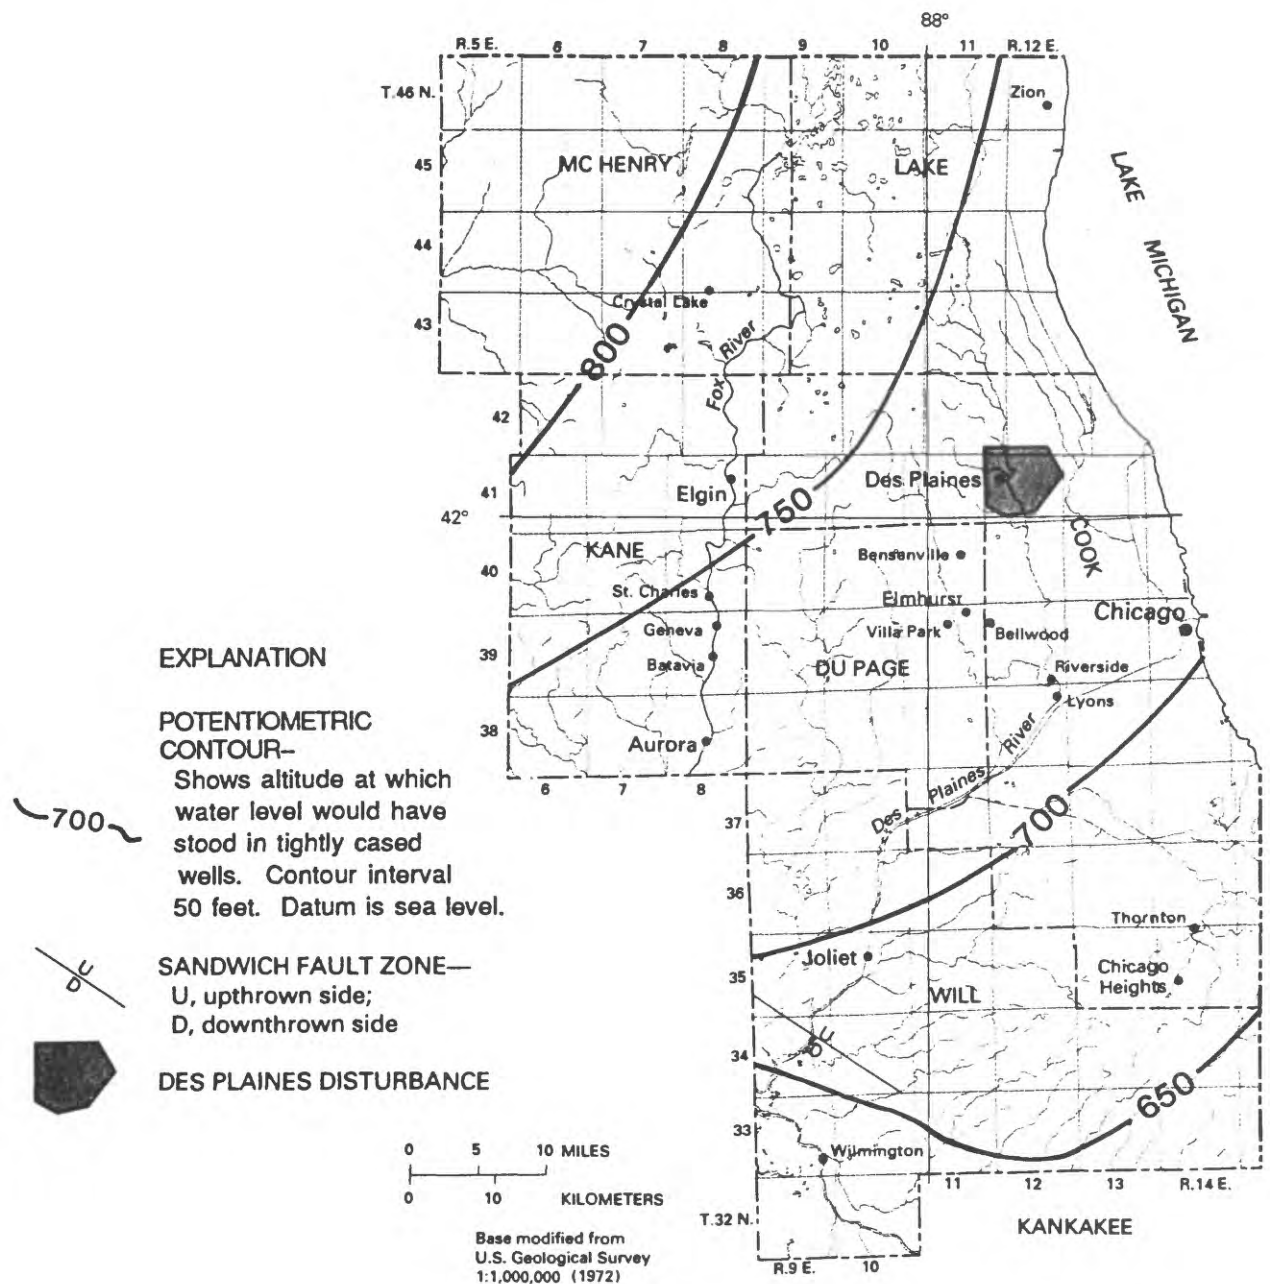 88°
R.5 E. 6 7 8 9 10 11 R.12 E.
T.46 N.
Zion
45
MC HENRY
LAKE
LAKE MICHIGAN
44
Crystal Lake
43
800
River
Fox
42
41
Elgin
Des Plaines
750
42°
KANE
COOK
40
Bensenville
St. Charles
Elmhurst
Chicago
Geneva
Villa Park
Bellwood
39
Batavia
DU PAGE
Riverside
Lyons
38
Aurora
River
Plaines
Des
6 7 8
37
700
36
Thornton
Joliet
35
Chicago
Heights
WILL
U
D
34
650
33
Wilmington
11 12 13 R.14 E.
T.32 N.
KANKAKEE
R.9 E. 10
EXPLANATION
POTENTIOMETRIC
CONTOUR–
Shows altitude at which
water level would have
stood in tightly cased
wells. Contour interval
50 feet. Datum is sea level.
700
SANDWICH FAULT ZONE—
U, upthrown side;
D, downthrown side
U
D
DES PLAINES DISTURBANCE
0 5 10 MILES
0 10 KILOMETERS
Base modified from
U.S. Geological Survey
1:1,000,000 (1972)